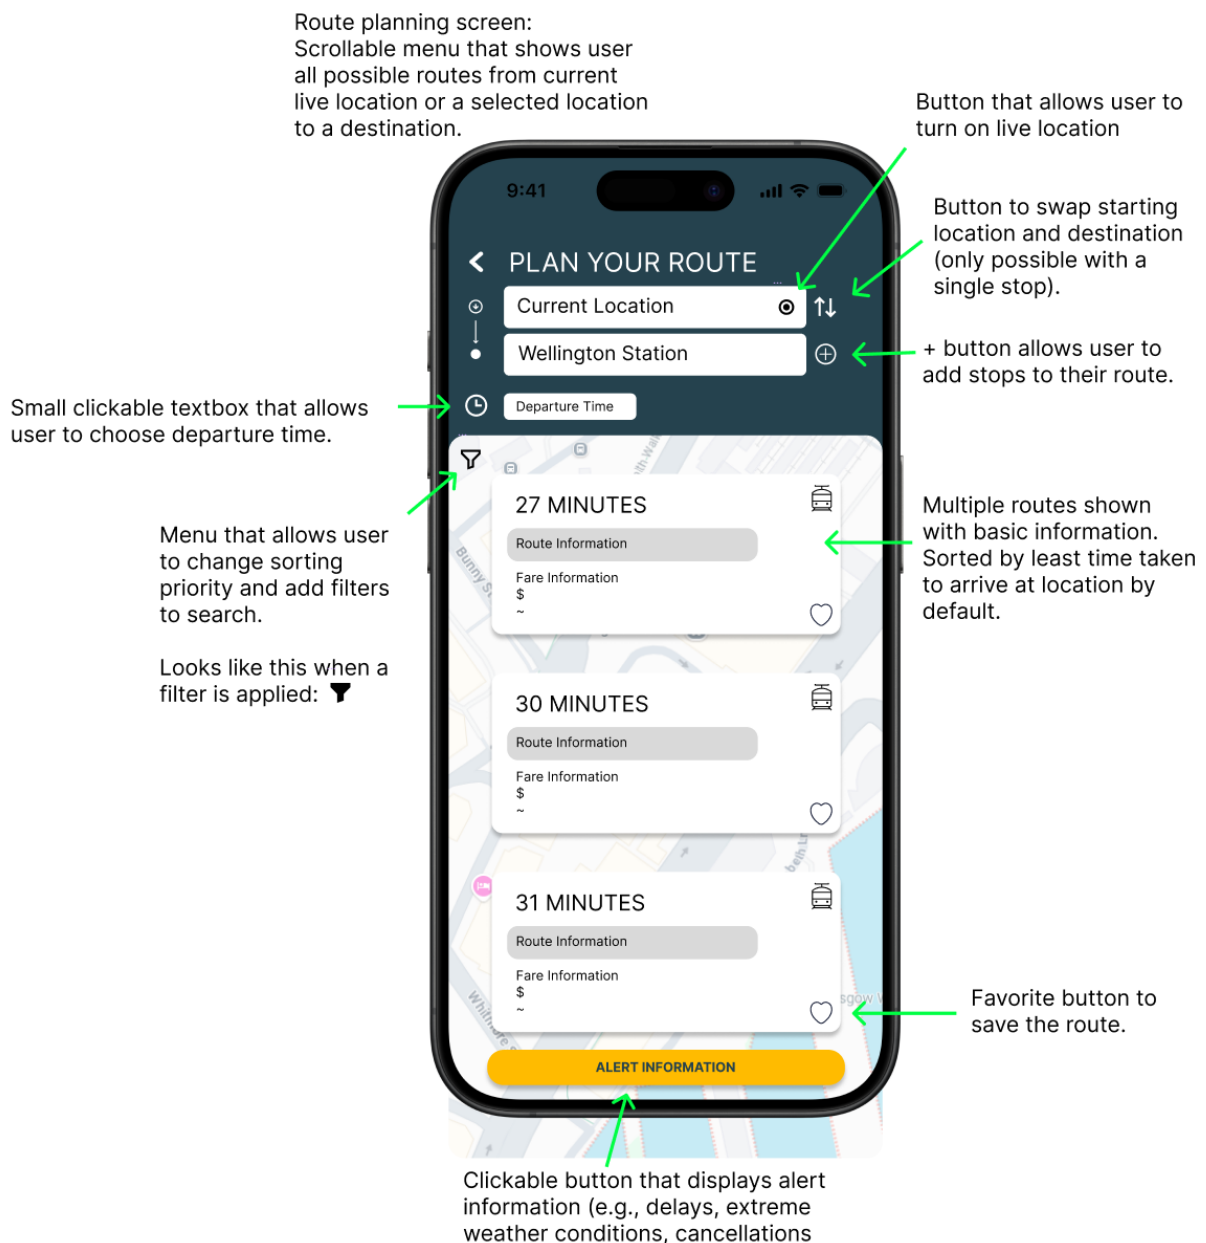 Route planning screen:
Scrollable menu that shows user
all possible routes from current
live location or a selected location
to a destination.
Button that allows user to
turn on live location
9:41
Button to swap starting
location and destination
(only possible with a
single stop).
PLAN YOUR ROUTE
Current Location
Wellington Station
+ button allows user to
add stops to their route.
Small clickable textbox that allows
user to choose departure time.
Departure Time
Menu that allows user
to change sorting
priority and add filters
to search.
Looks like this when a
filter is applied:
27 MINUTES
Route Information
Fare Information
$
~
Multiple routes shown
with basic information.
Sorted by least time taken
to arrive at location by
default.
Bunny
30 MINUTES
Route Information
Fare Information
$
~
31 MINUTES
Route Information
Fare Information
$
~
Favorite button to
save the route.
ALERT INFORMATION
Clickable button that displays alert
information (e.g., delays, extreme
weather conditions, cancellations